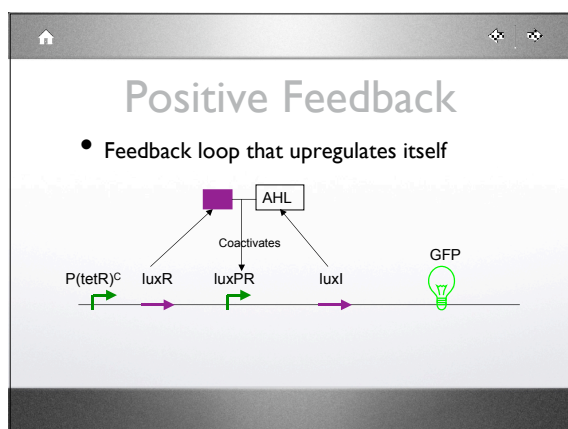 Positive Feedback
• Feedback loop that upregulates itself
AHL
Coactivates
GFP
P(tetR)ᶜ luxR luxPR luxI